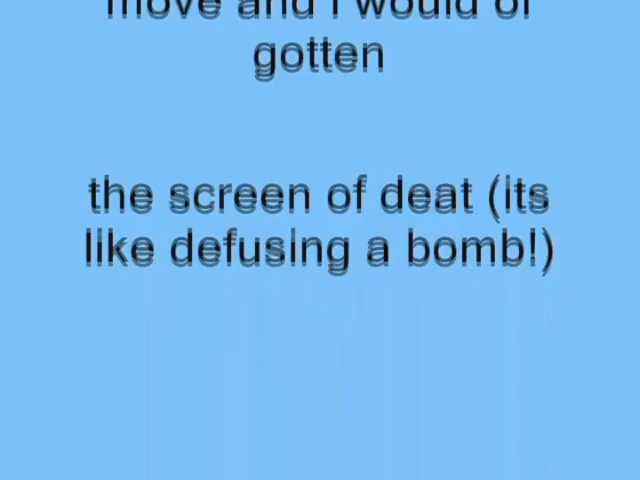 move and i would of
gotten
the screen of deat (its
like defusing a bomb!)